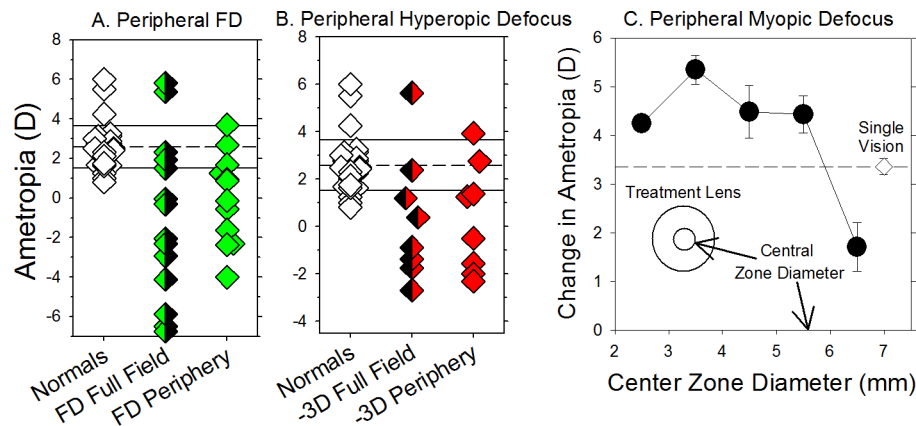 A. Peripheral FD
B. Peripheral Hyperopic Defocus
C. Peripheral Myopic Defocus
Ametropia (D)
8
6
4
2
0
-2
-4
-6
Normals
FD Full Field
FD Periphery
8
6
4
2
0
-2
-4
Normals
-3D Full Field
-3D Periphery
Change in Ametropia (D)
6
5
4
3
2
1
0
Single
Vision
Treatment Lens
Central
Zone Diameter
2 3 4 5 6 7
Center Zone Diameter (mm)